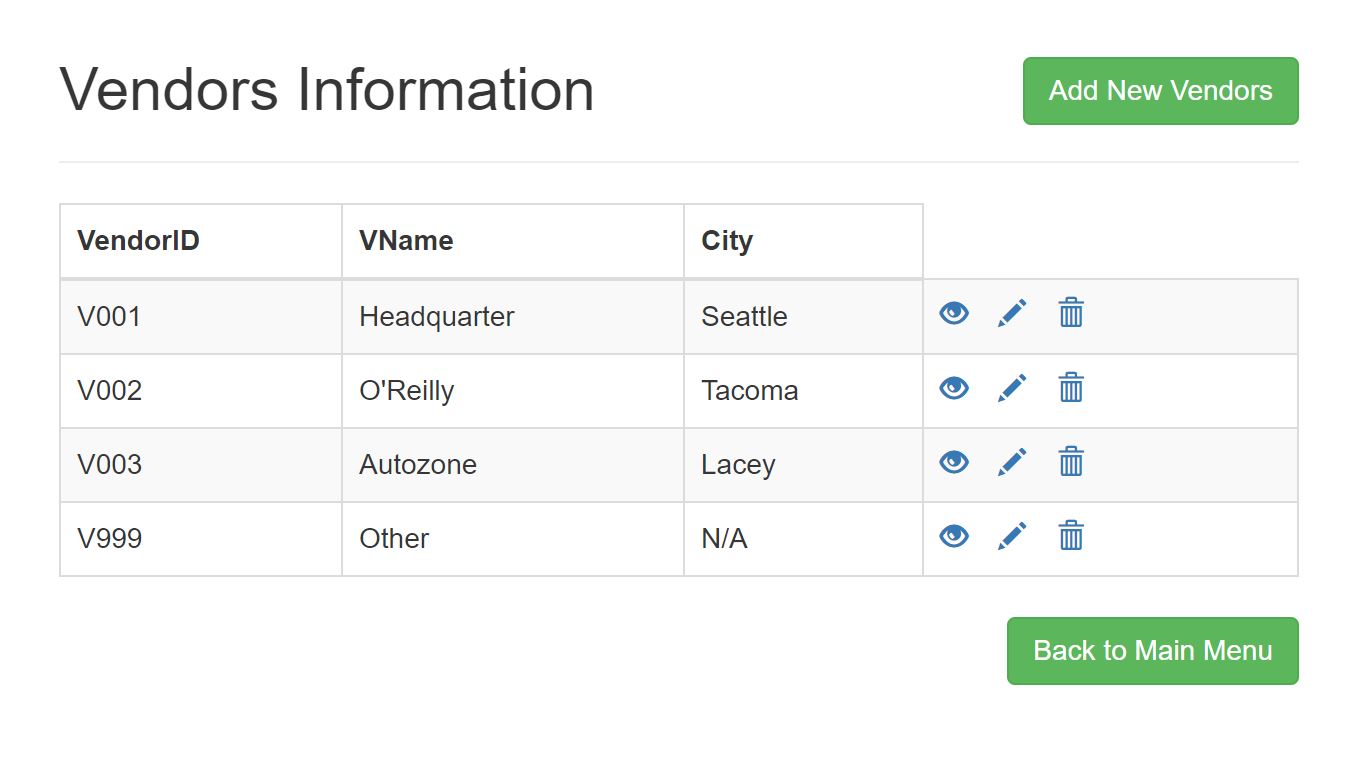 Vendors Information
Add New Vendors
VendorID VName City
V001 Headquarter Seattle
V002 O'Reilly Tacoma
V003 Autozone Lacey
V999 Other N/A
Back to Main Menu